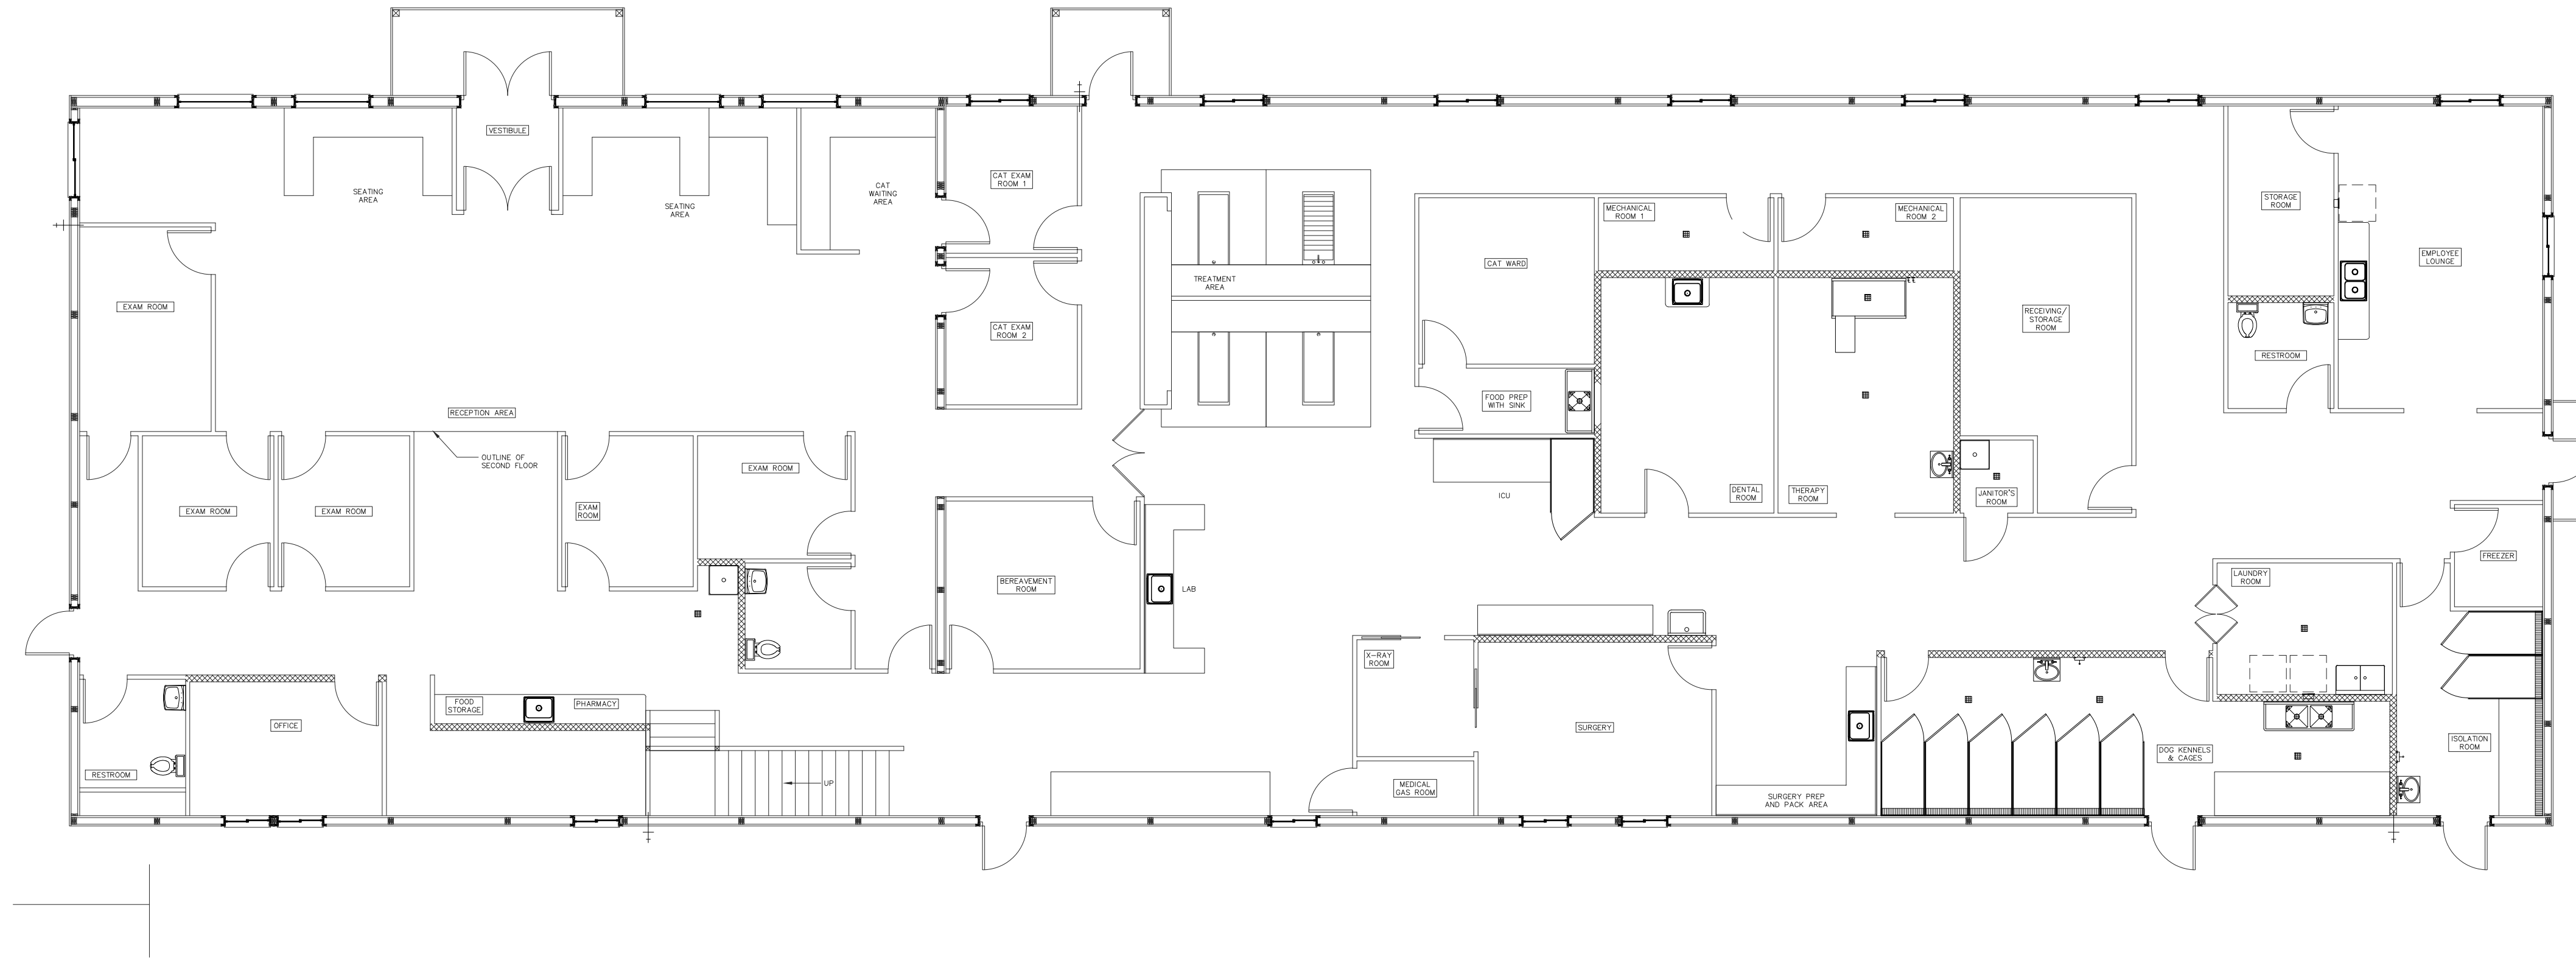 VESTIBULE
SEATING
AREA
SEATING
AREA
CAT
WAITING
AREA
CAT EXAM
ROOM 1
CAT EXAM
ROOM 2
TREATMENT
AREA
CAT WARD
MECHANICAL
ROOM 1
MECHANICAL
ROOM 2
RECEIVING/
STORAGE
ROOM
STORAGE
ROOM
EMPLOYEE
LOUNGE
RESTROOM
EXAM ROOM
RECEPTION AREA
OUTLINE OF
SECOND FLOOR
FOOD PREP
WITH SINK
ICU
DENTAL
ROOM
THERAPY
ROOM
JANITOR'S
ROOM
EXAM ROOM
EXAM ROOM
EXAM
ROOM
EXAM ROOM
BEREAVEMENT
ROOM
LAB
LAUNDRY
ROOM
FREEZER
X-RAY
ROOM
SURGERY
MEDICAL
GAS ROOM
SURGERY PREP
AND PACK AREA
DOG KENNELS
& CAGES
ISOLATION
ROOM
RESTROOM
OFFICE
FOOD
STORAGE
PHARMACY
UP